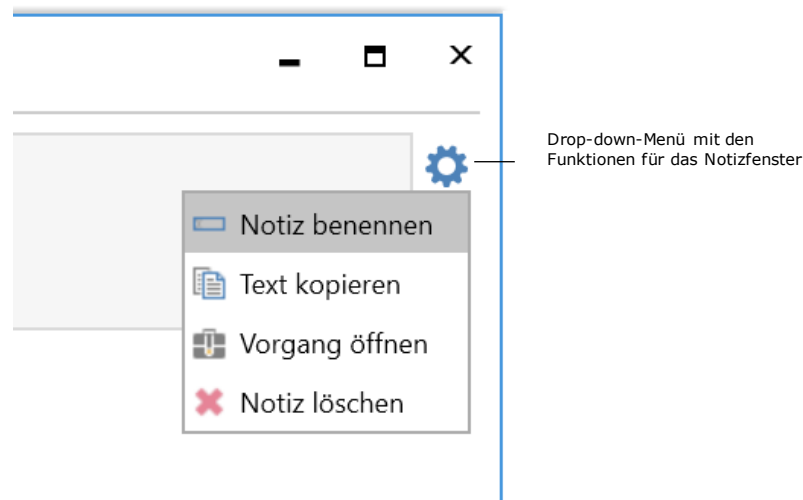 Drop-down-Menü mit den
Funktionen für das Notizfenster
Notiz benennen
Text kopieren
Vorgang öffnen
Notiz löschen